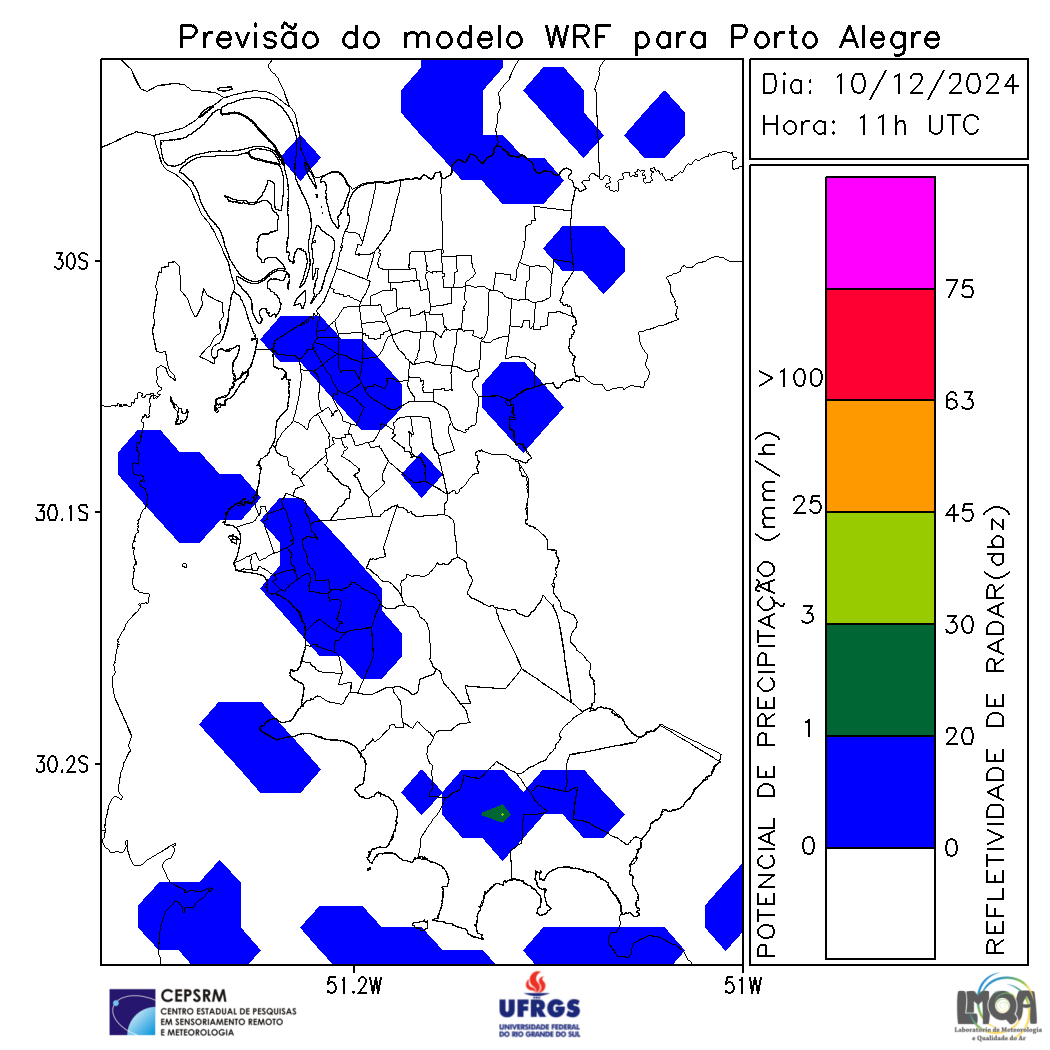 Previsão do modelo WRF para Porto Alegre
Dia: 10/12/2024
Hora: 11h UTC
30S
30.1S
30.2S
51.2W
51W
POTENCIAL DE PRECIPITAÇÃO (mm/h)
>100
25
3
1
0
75
63
45
30
20
0
REFLETIVIDADE DE RADAR(dbz)
CEPSRM
CENTRO ESTADUAL DE PESQUISAS
EM SENSORIAMENTO REMOTO
E METEOROLOGIA
UFRGS
UNIVERSIDADE FEDERAL
DO RIO GRANDE DO SUL
LMQA
Laboratório de Meteorologia
e Qualidade do Ar